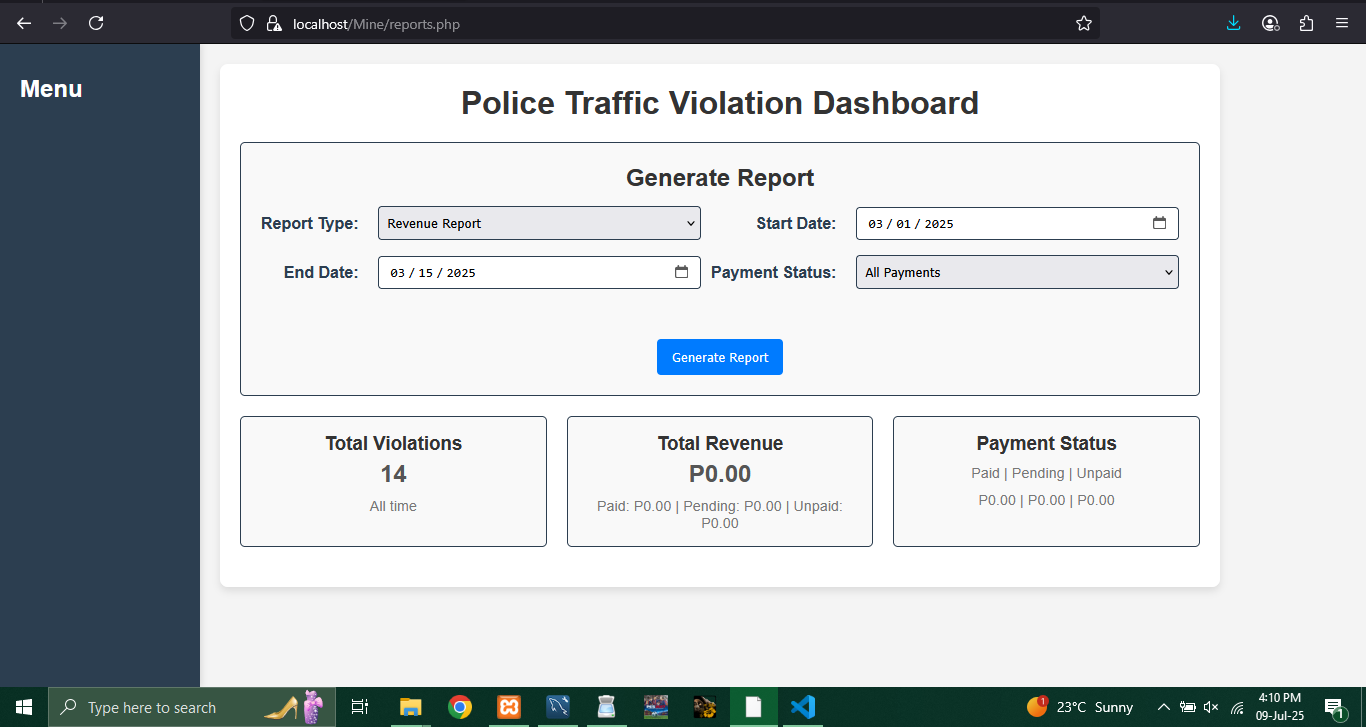 localhost/Mine/reports.php
Menu
Police Traffic Violation Dashboard
Generate Report
Report Type: Revenue Report Start Date: 03 / 01 / 2025
End Date: 03 / 15 / 2025 Payment Status: All Payments
Generate Report
Total Violations
14
All time
Total Revenue
P0.00
Paid: P0.00 | Pending: P0.00 | Unpaid:
P0.00
Payment Status
Paid | Pending | Unpaid
P0.00 | P0.00 | P0.00
Type here to search
1
23°C Sunny
4:10 PM
09-Jul-25
1